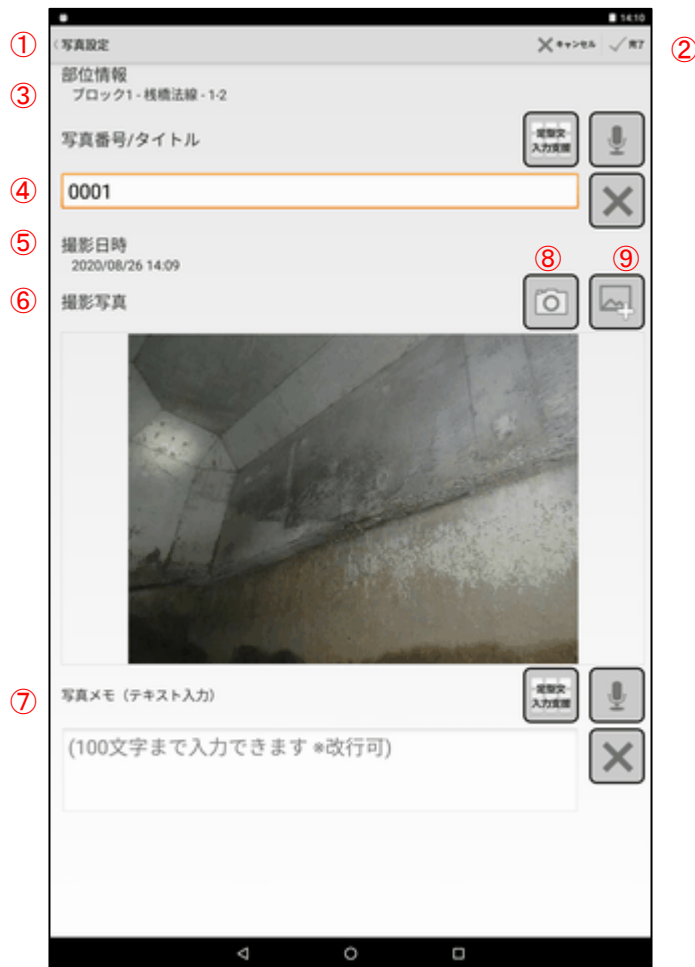 14:10
① 写真設定 キャンセル 完了 ②
部位情報
③ ブロック1 - 桟橋法線 - 1-2
写真番号/タイトル 定型文
入力支援
④ 0001
⑤ 撮影日時
2020/08/26 14:09
⑧ ⑨
⑥ 撮影写真
⑦ 写真メモ（テキスト入力） 定型文
入力支援
(100文字まで入力できます ※改行可)